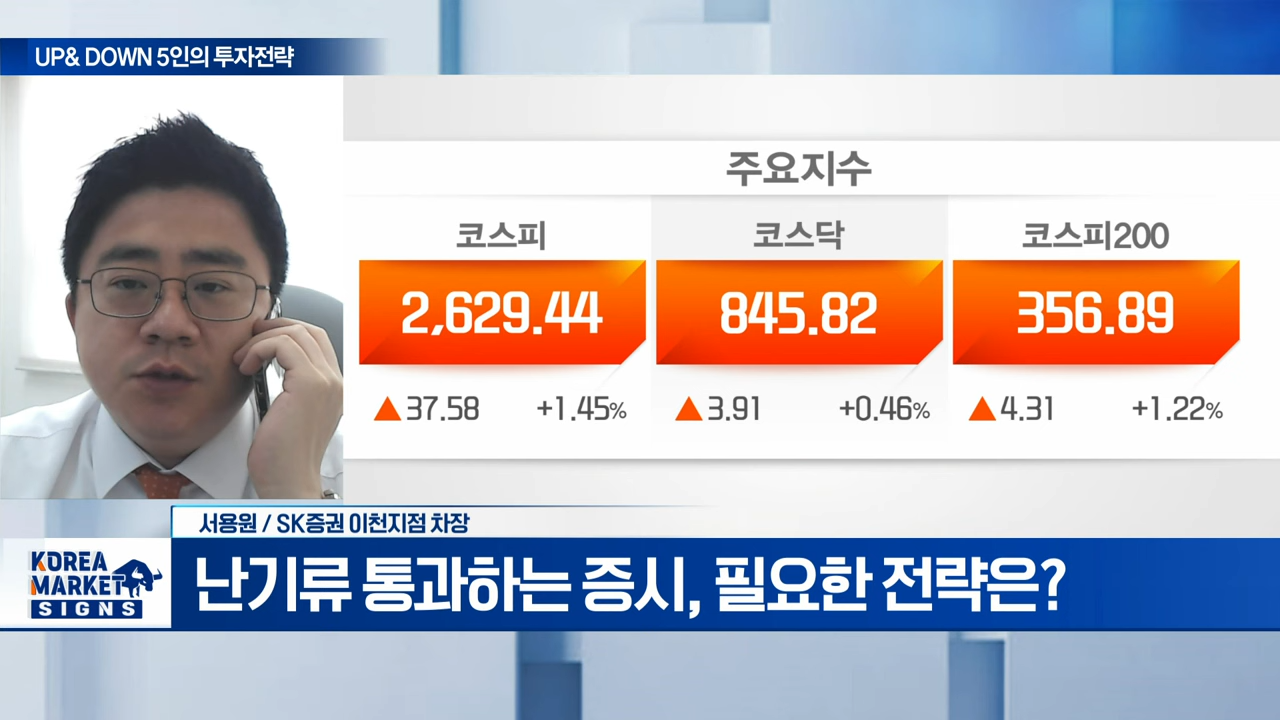 UP& DOWN 5인의 투자전략
주요지수
코스피
코스닥
코스피200
2,629.44
845.82
356.89
▲37.58 +1.45%
▲3.91 +0.46%
▲4.31 +1.22%
서용원 / SK증권 이천지점 차장
KOREA
MARKET
SIGNS
난기류 통과하는 증시, 필요한 전략은?